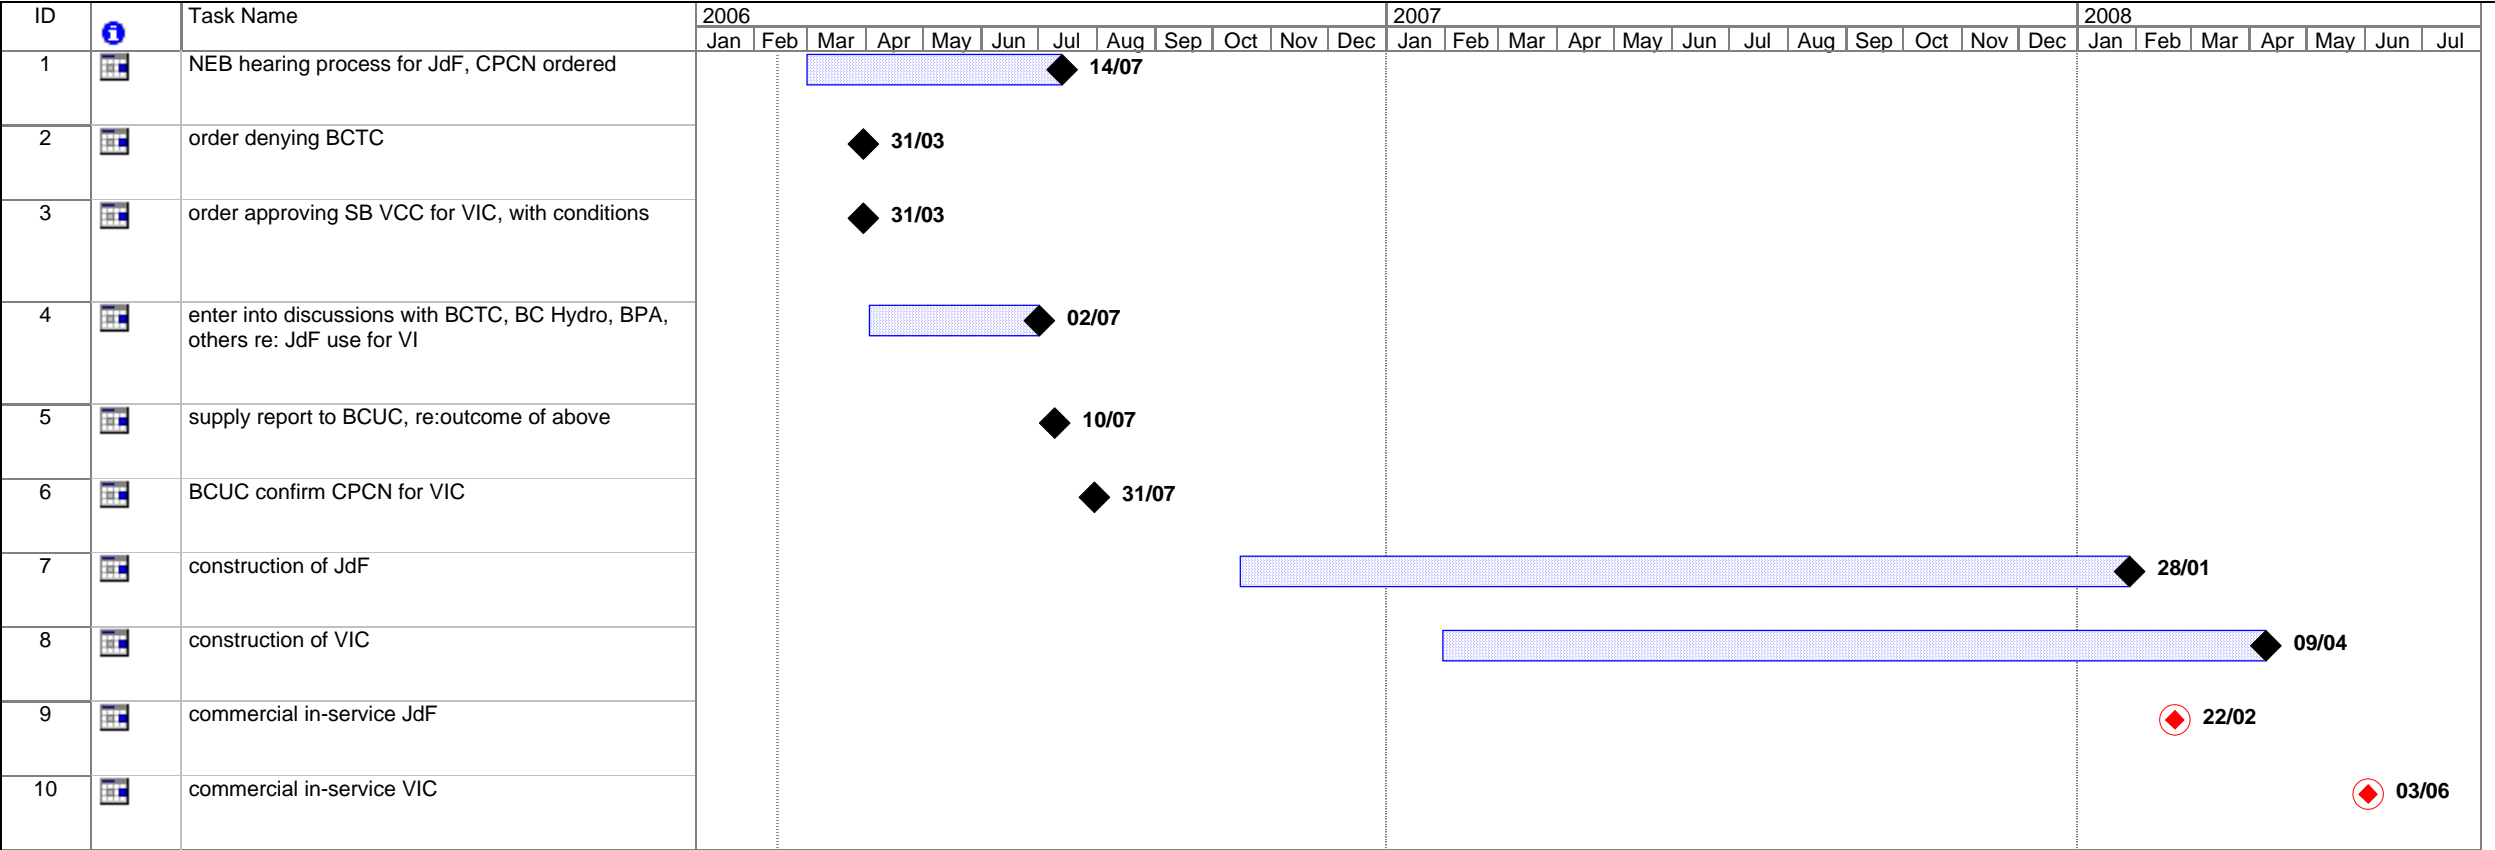 ID Task Name 2006 2007 2008
Jan Feb Mar Apr May Jun Jul Aug Sep Oct Nov Dec Jan Feb Mar Apr May Jun Jul Aug Sep Oct Nov Dec Jan Feb Mar Apr May Jun Jul
1 NEB hearing process for JdF, CPCN ordered 14/07
2 order denying BCTC 31/03
3 order approving SB VCC for VIC, with conditions 31/03
4 enter into discussions with BCTC, BC Hydro, BPA, 02/07
others re: JdF use for VI
5 supply report to BCUC, re:outcome of above 10/07
6 BCUC confirm CPCN for VIC 31/07
7 construction of JdF 28/01
8 construction of VIC 09/04
9 commercial in-service JdF 22/02
10 commercial in-service VIC 03/06